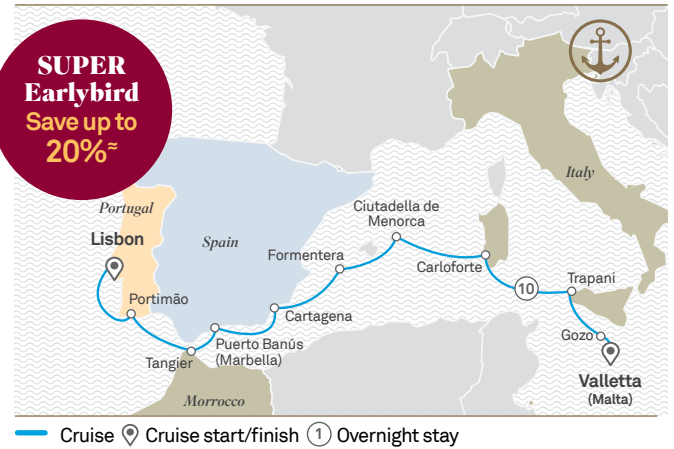 SUPER
Earlybird
Save up to
20%≈
Portugal
Lisbon
Spain
Portimão
Tangier
Morrocco
Puerto Banús
(Marbella)
Cartagena
Formentera
Ciutadella de
Menorca
Carloforte
Italy
10
Trapani
Gozo
Valletta
(Malta)
Cruise Cruise start/finish 1 Overnight stay